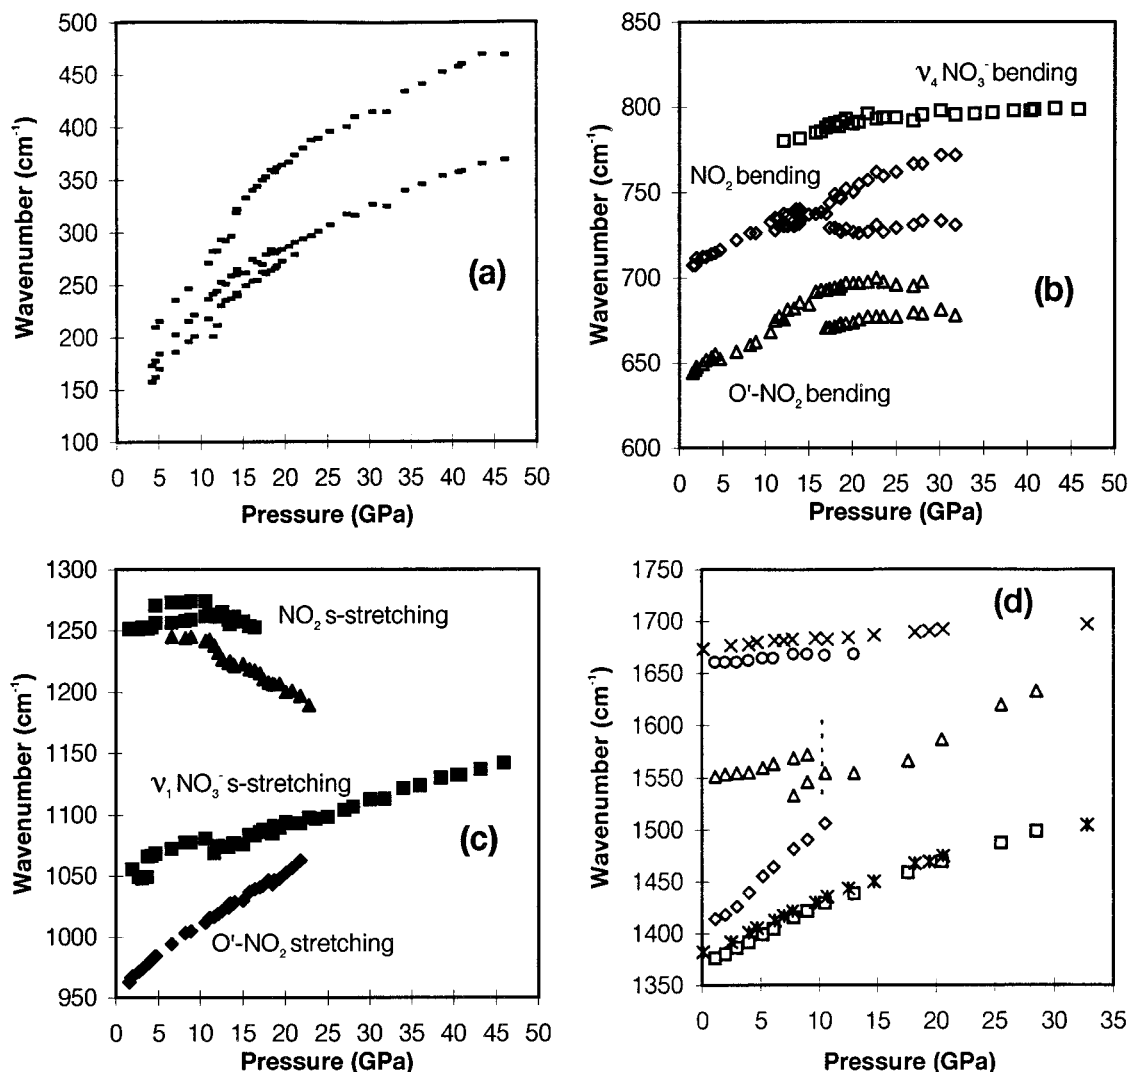 500
450
400
350
300
250
200
150
100
Wavenumber (cm⁻¹)
(a)
0 5 10 15 20 25 30 35 40 45 50
Pressure (GPa)
850
800
750
700
650
600
Wavenumber (cm⁻¹)
ν₄ NO₃⁻ bending
NO₂ bending
(b)
O'-NO₂ bending
0 5 10 15 20 25 30 35 40 45 50
Pressure (GPa)
1300
1250
1200
1150
1100
1050
1000
950
Wavenumber (cm⁻¹)
NO₂ s-stretching
ν₁ NO₃⁻ s-stretching
(c)
O'-NO₂ stretching
0 5 10 15 20 25 30 35 40 45 50
Pressure (GPa)
1750
1700
1650
1600
1550
1500
1450
1400
1350
Wavenumber (cm⁻¹)
(d)
0 5 10 15 20 25 30 35
Pressure (GPa)